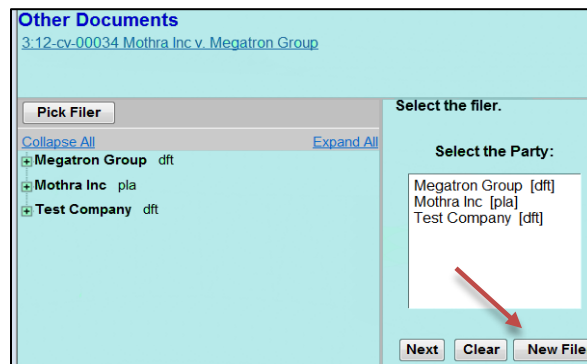 Other Documents
3:12-cv-00034 Mothra Inc v. Megatron Group
Pick Filer
Collapse All Expand All
Megatron Group dft
Mothra Inc pla
Test Company dft
Select the filer.
Select the Party:
Megatron Group [dft]
Mothra Inc [pla]
Test Company [dft]
Next Clear New File